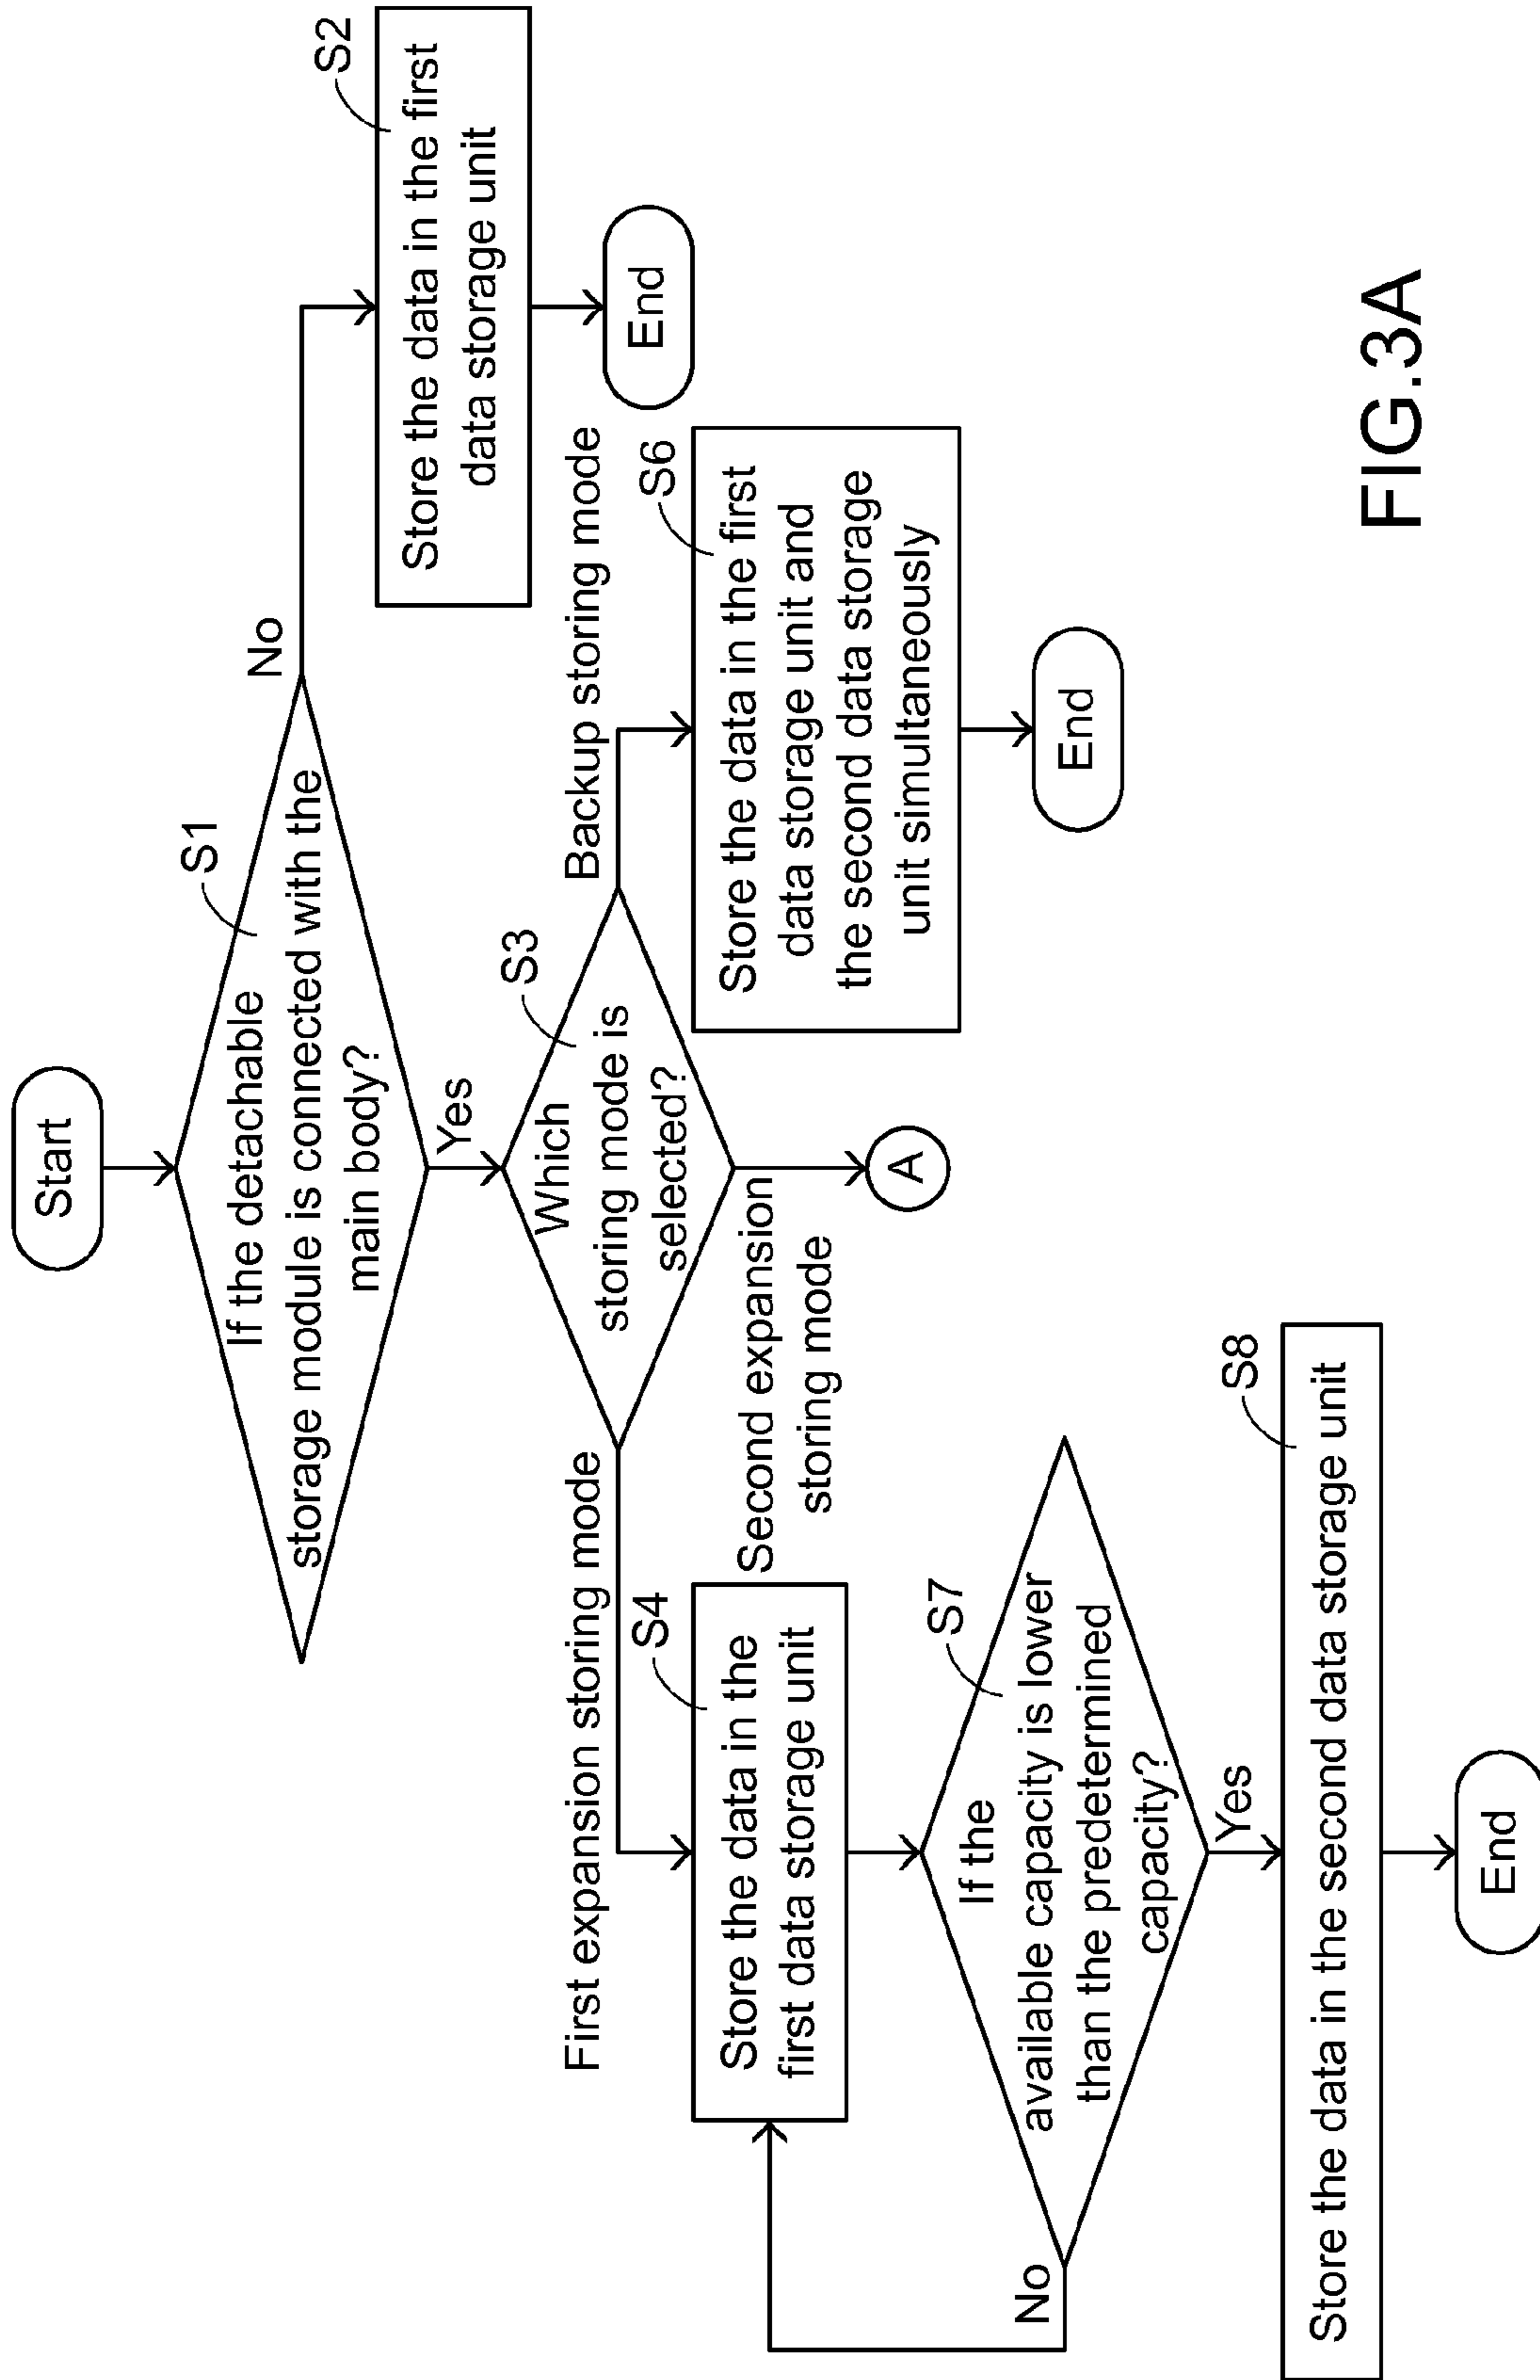 Start
S1
If the detachable
storage module is connected with the
main body?
No
S2
Store the data in the first
data storage unit
End
Yes
S3
Which
storing mode is
selected?
First expansion storing mode
Backup storing mode
Second expansion
storing mode
A
S6
Store the data in the first
data storage unit and
the second data storage
unit simultaneously
End
S4
Store the data in the
first data storage unit
S7
If the
available capacity is lower
than the predetermined
capacity?
No
Yes
S8
Store the data in the second data storage unit
End
FIG.3A